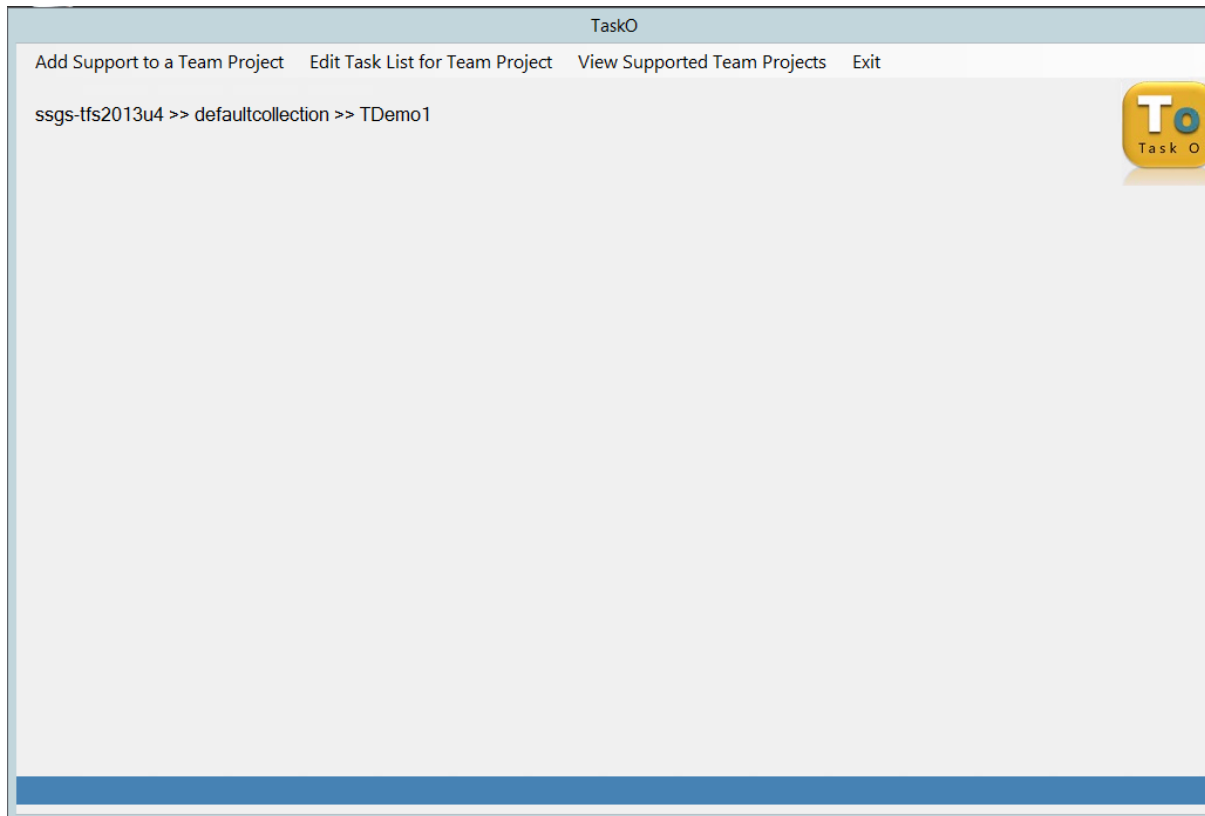 TaskO
Add Support to a Team Project Edit Task List for Team Project View Supported Team Projects Exit
ssgs-tfs2013u4 >> defaultcollection >> TDemo1
To
Task O